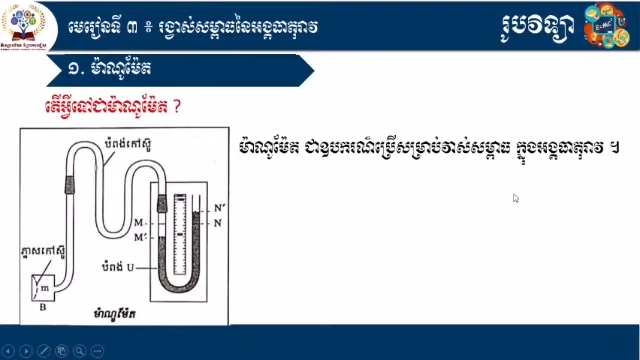 មេរៀនទី ៣ ៖ រង្វាស់សម្ពាធនៃអង្គធាតុរាវ
រូបវិទ្យា
១. ម៉ាណូម៉ែត
តើអ្វីទៅជាម៉ាណូម៉ែត ?
ម៉ាណូម៉ែត ជាឧបករណ៍ប្រើសម្រាប់វាស់សម្ពាធ ក្នុងអង្គធាតុរាវ ។
បំពង់កៅស៊ូ
N'
M
N
M'
ភ្នាសកៅស៊ូ
បំពង់ U
m
B
ម៉ាណូម៉ែត